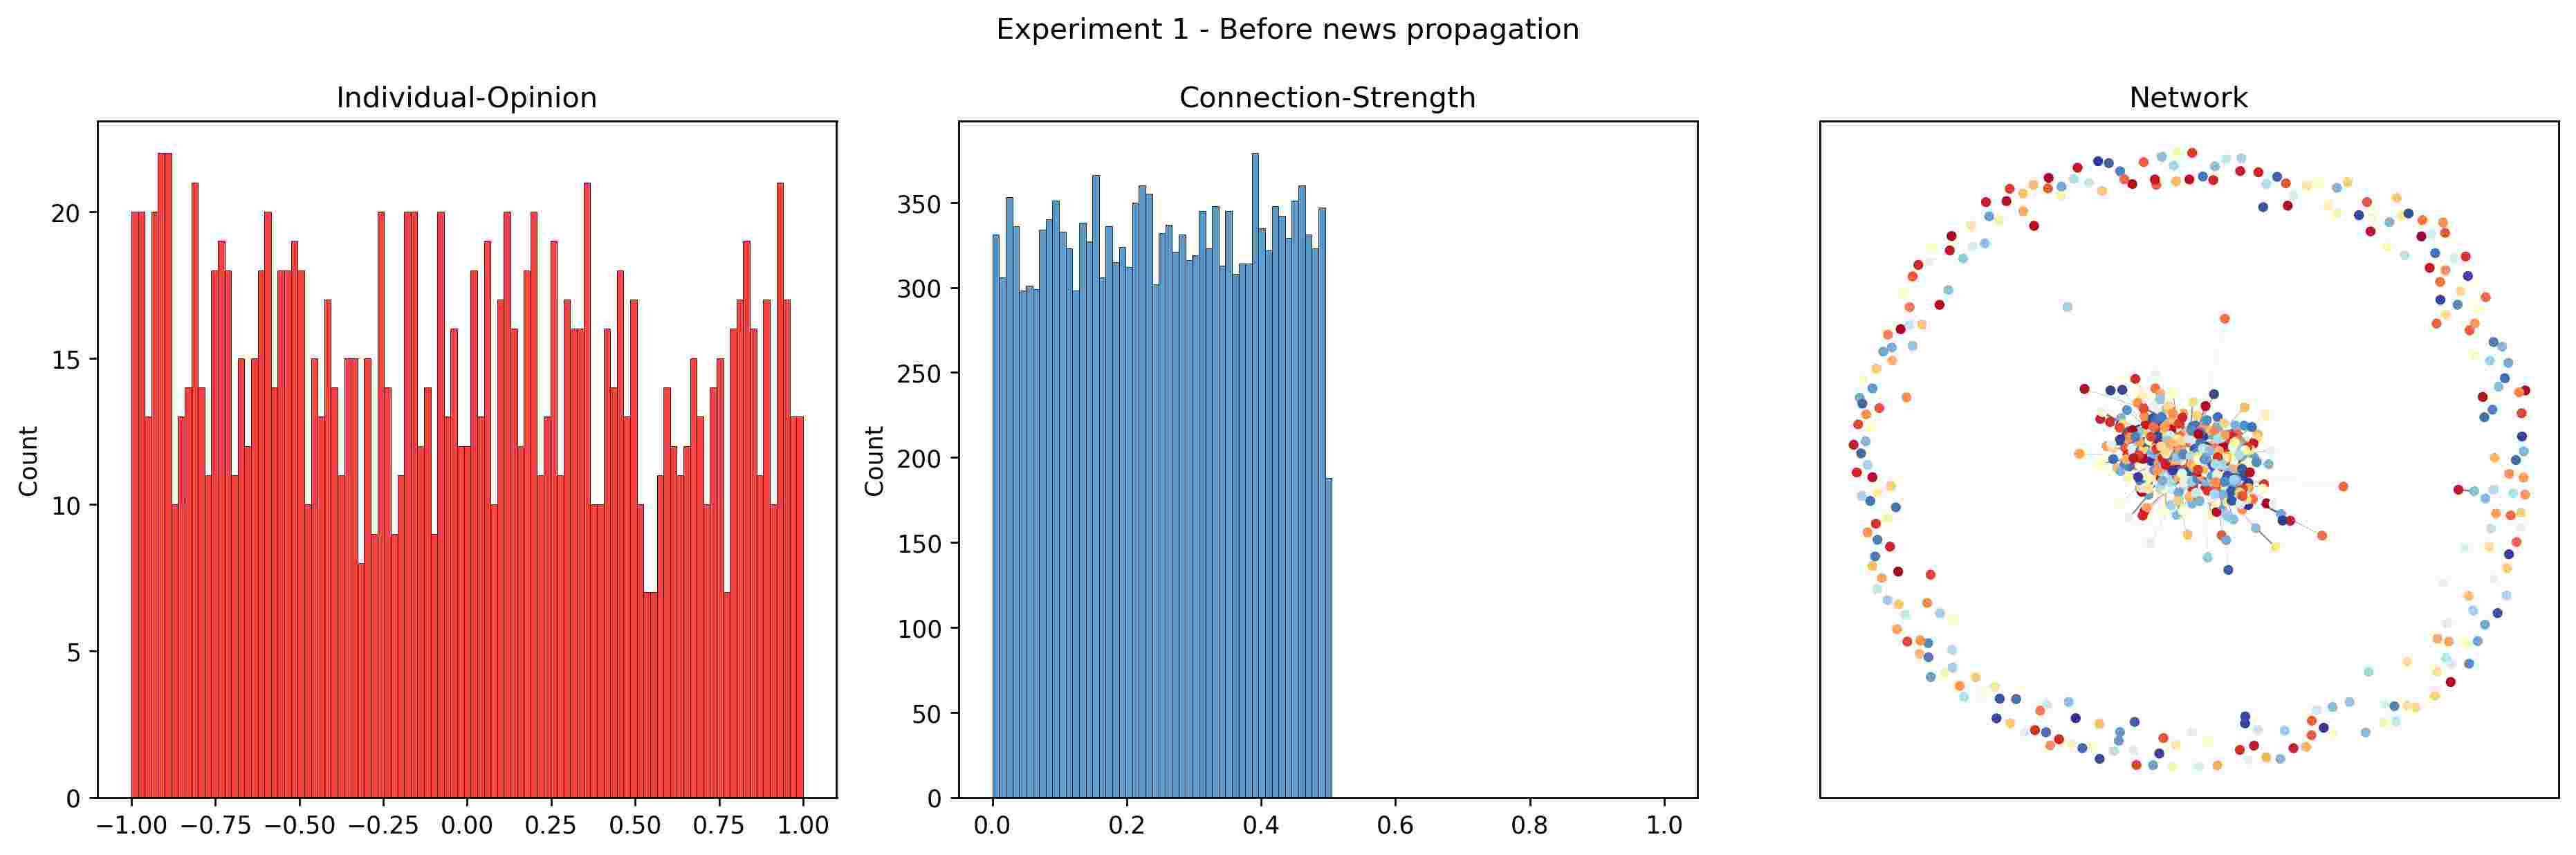 Experiment 1 - Before news propagation
Individual-Opinion
Count
20
15
10
5
0
−1.00 −0.75 −0.50 −0.25 0.00 0.25 0.50 0.75 1.00
Connection-Strength
Count
350
300
250
200
150
100
50
0
0.0 0.2 0.4 0.6 0.8 1.0
Network